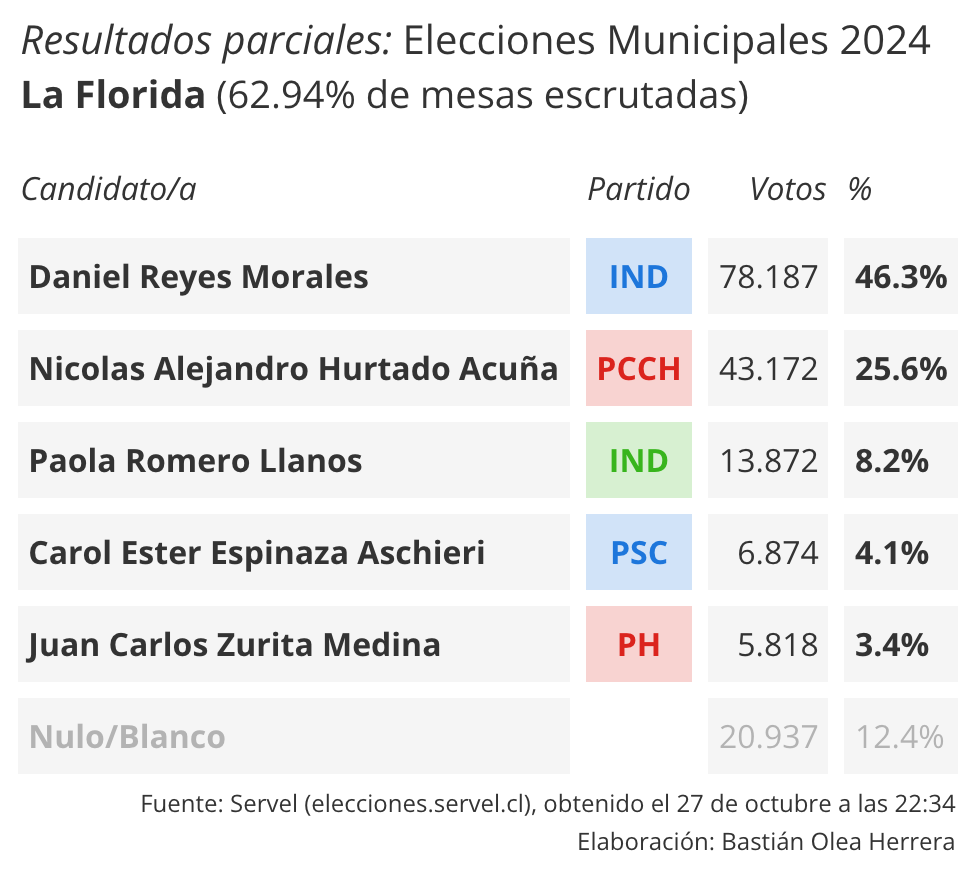 Resultados parciales: Elecciones Municipales 2024
La Florida (62.94% de mesas escrutadas)
Candidato/a Partido Votos %
Daniel Reyes Morales IND 78.187 46.3%
Nicolas Alejandro Hurtado Acuña PCCH 43.172 25.6%
Paola Romero Llanos IND 13.872 8.2%
Carol Ester Espinaza Aschieri PSC 6.874 4.1%
Juan Carlos Zurita Medina PH 5.818 3.4%
Nulo/Blanco 20.937 12.4%
Fuente: Servel (elecciones.servel.cl), obtenido el 27 de octubre a las 22:34
Elaboración: Bastián Olea Herrera